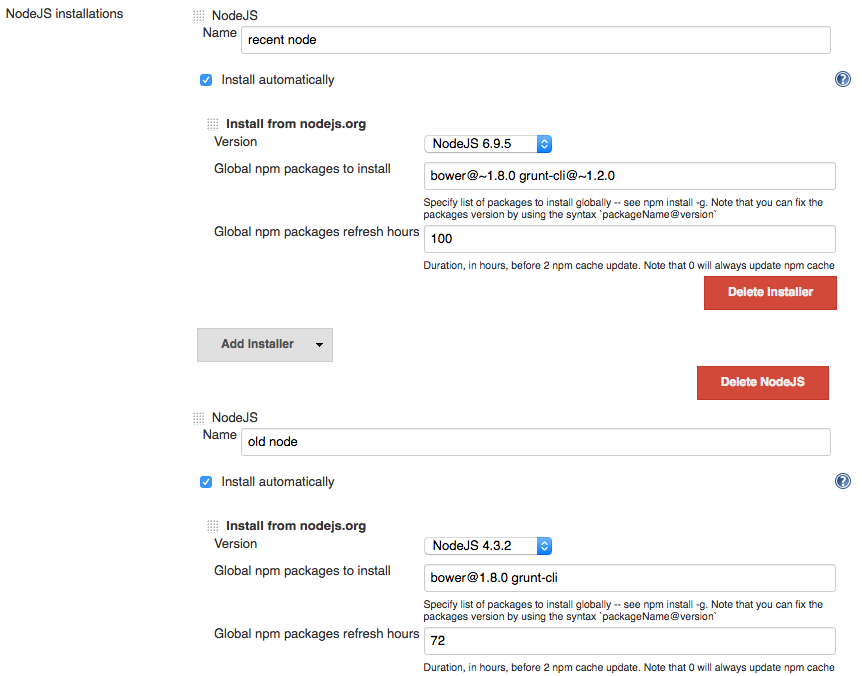 NodeJS installations
NodeJS
Name recent node
Install automatically
?
Install from nodejs.org
Version NodeJS 6.9.5
Global npm packages to install bower@~1.8.0 grunt-cli@~1.2.0
Specify list of packages to install globally -- see npm install -g. Note that you can fix the
packages version by using the syntax `packageName@version`
Global npm packages refresh hours 100
Duration, in hours, before 2 npm cache update. Note that 0 will always update npm cache
Delete Installer
Add Installer
Delete NodeJS
NodeJS
Name old node
Install automatically
?
Install from nodejs.org
Version NodeJS 4.3.2
Global npm packages to install bower@1.8.0 grunt-cli
Specify list of packages to install globally -- see npm install -g. Note that you can fix the
packages version by using the syntax `packageName@version`
Global npm packages refresh hours 72
Duration, in hours, before 2 npm cache update. Note that 0 will always update npm cache